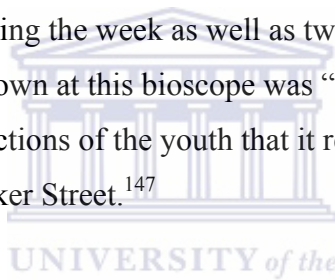 ing the week as well as tw
own at this bioscope was “
ctions of the youth that it r
ker Street.147
UNIVERSITY of the